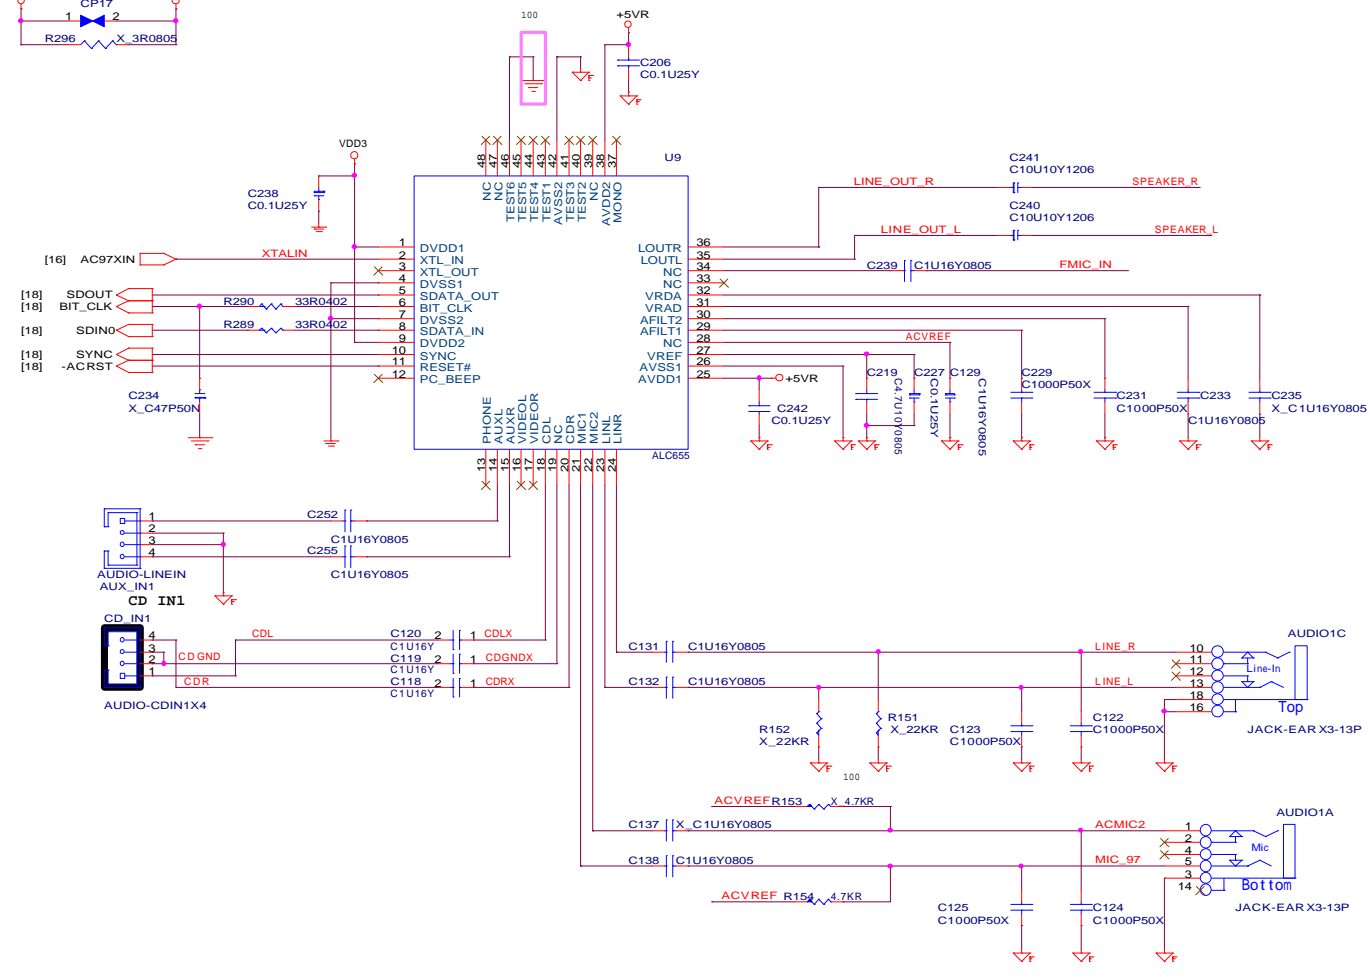 CP17
1 2
R296 X_3R0805
100
+5VR
C206
C0.1U25Y
F
F
VDD3
C238
C0.1U25Y
48 47 46 45 44 43 42 41 40 39 38 37
NC NC TEST6 TEST5 TEST4 TEST1 AVSS2 TEST3 TEST2 NC AVDD2 MONO
U9
C241
C10U10Y1206
LINE_OUT_R SPEAKER_R
C240
C10U10Y1206
LINE_OUT_L SPEAKER_L
1 DVDD1 LOUTR 36
[16] AC97XIN XTALIN 2 XTL_IN LOUTL 35
3 XTL_OUT NC 34 C239 C1U16Y0805 FMIC_IN
4 DVSS1 NC 33
[18] SDOUT 5 SDATA_OUT VRDA 32
[18] BIT_CLK R290 33R0402 6 BIT_CLK VRAD 31
7 DVSS2 AFILT2 30
[18] SDIN0 R289 33R0402 8 SDATA_IN AFILT1 29
9 DVDD2 NC 28 ACVREF
[18] SYNC 10 SYNC VREF 27
[18] -ACRST 11 RESET# AVSS1 26
12 PC_BEEP AVDD1 25 +5VR
C234
X_C47P50N
C242
C0.1U25Y
C219
C4.7U10Y0805
C227
C0.1U25Y
C129
C1U16Y0805
C229
C1000P50X
C231
C1000P50X
C233
C1U16Y0805
C235
X_C1U16Y0805
F F F F F F F F
PHONE AUXL AUXR VIDEOL VIDEOR CDL NC CDR MIC1 MIC2 LINL LINR
13 14 15 16 17 18 19 20 21 22 23 24
ALC655
1 C252
2 C1U16Y0805
3
4 C255
C1U16Y0805
AUDIO-LINEIN
AUX_IN1
F
CD IN1
CD_IN1
4 CDL C120 2 1 CDLX
C1U16Y
3
2 CDGND C119 2 1 CDGNDX
C1U16Y
1 CDR C118 2 1 CDRX
C1U16Y
AUDIO-CDIN1X4
AUDIO1C
C131 C1U16Y0805 LINE_R 10
11
Line-In
12
C132 C1U16Y0805 LINE_L 13
18
16
Top
JACK-EAR X3-13P
R152
X_22KR
R151
X_22KR
C123
C1000P50X
C122
C1000P50X
F F F F F
100
ACVREF R153 X_4.7KR
AUDIO1A
C137 X_C1U16Y0805 ACMIC2 1
2
Mic
4
C138 C1U16Y0805 MIC_97 5
3
14
Bottom
ACVREF R154 4.7KR
JACK-EAR X3-13P
C125
C1000P50X
C124
C1000P50X
F F F